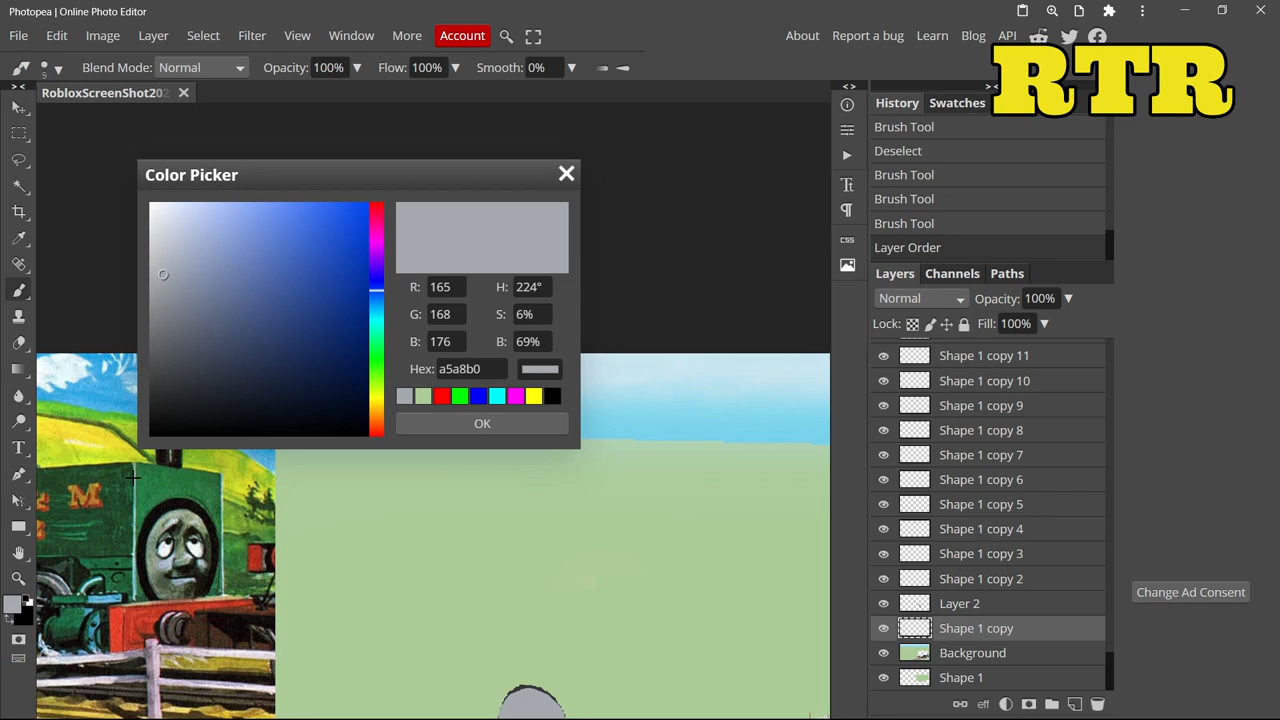 Photopea | Online Photo Editor
File Edit Image Layer Select Filter View Window More Account
About Report a bug Learn Blog API
9 Blend Mode: Normal Opacity: 100% Flow: 100% Smooth: 0%
RTR
RobloxScreenShot202
Color Picker
R: 165 H: 224°
G: 168 S: 6%
B: 176 B: 69%
Hex: a5a8b0
OK
M
CSS
History Swatches
Brush Tool
Deselect
Brush Tool
Brush Tool
Brush Tool
Layer Order
Layers Channels Paths
Normal Opacity: 100%
Lock: Fill: 100%
Shape 1 copy 11
Shape 1 copy 10
Shape 1 copy 9
Shape 1 copy 8
Shape 1 copy 7
Shape 1 copy 6
Shape 1 copy 5
Shape 1 copy 4
Shape 1 copy 3
Shape 1 copy 2
Layer 2
Shape 1 copy
Background
Shape 1
eff
Change Ad Consent